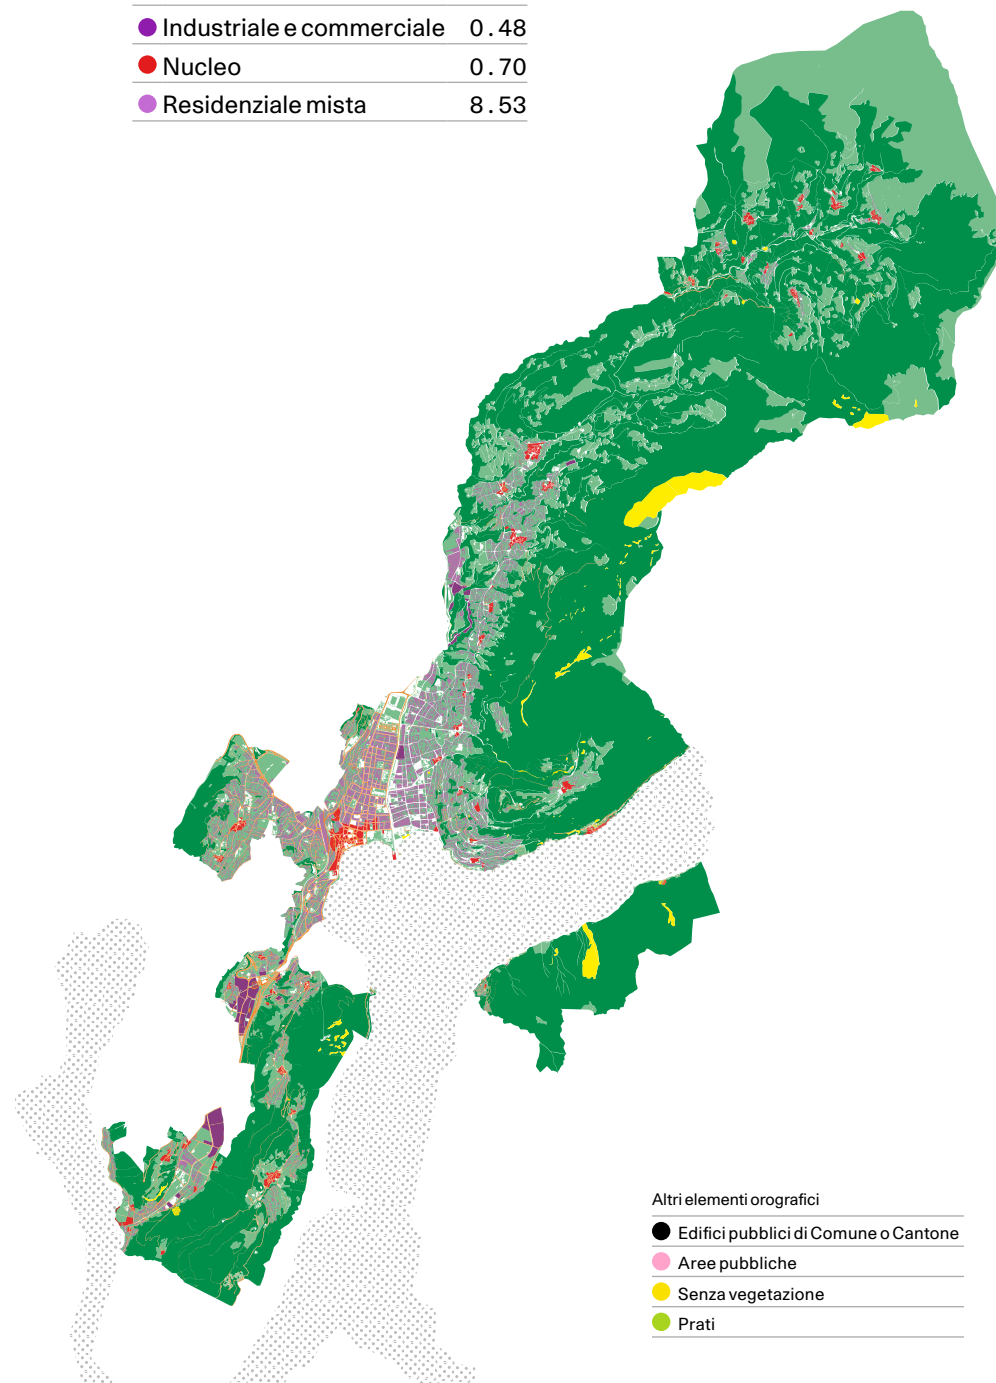 Industriale e commerciale 0.48
Nucleo 0.70
Residenziale mista 8.53
Altri elementi orografici
Edifici pubblici di Comune o Cantone
Aree pubbliche
Senza vegetazione
Prati